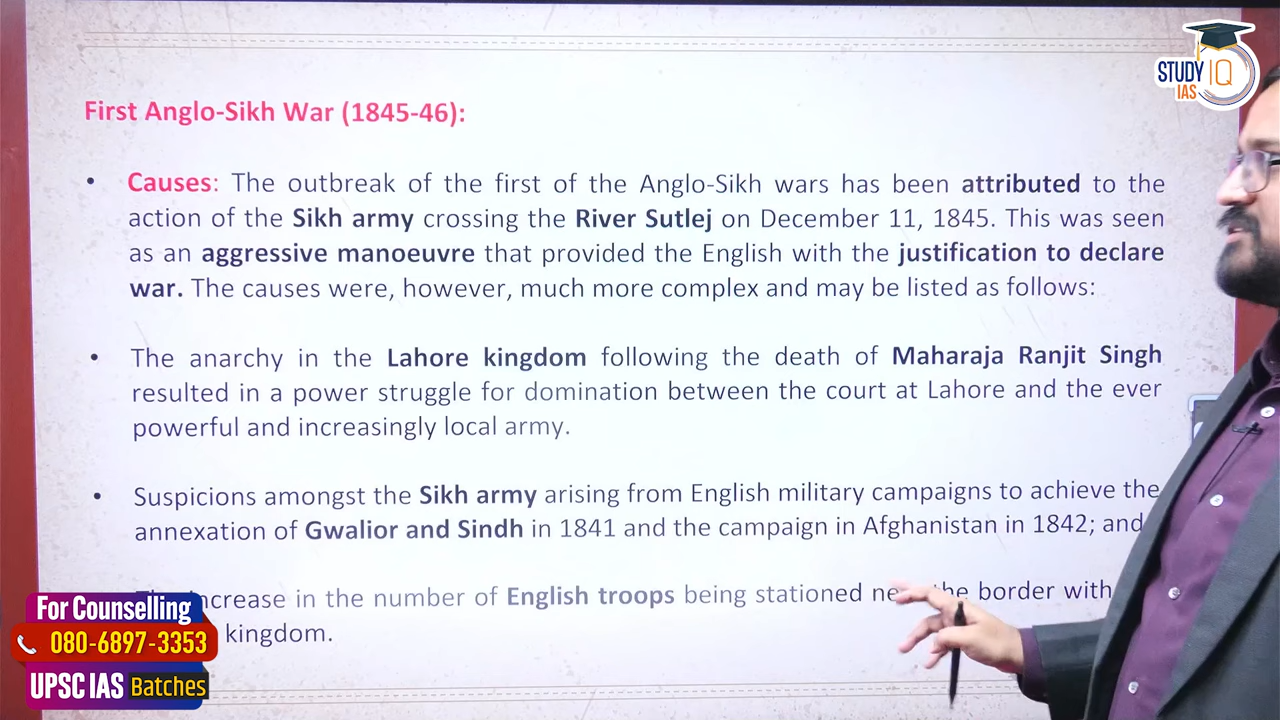 STUDY IQ
IAS
First Anglo-Sikh War (1845-46):
• Causes: The outbreak of the first of the Anglo-Sikh wars has been attributed to the
action of the Sikh army crossing the River Sutlej on December 11, 1845. This was seen
as an aggressive manoeuvre that provided the English with the justification to declare
war. The causes were, however, much more complex and may be listed as follows:
• The anarchy in the Lahore kingdom following the death of Maharaja Ranjit Singh
resulted in a power struggle for domination between the court at Lahore and the ever
powerful and increasingly local army.
• Suspicions amongst the Sikh army arising from English military campaigns to achieve the
annexation of Gwalior and Sindh in 1841 and the campaign in Afghanistan in 1842; and
increase in the number of English troops being stationed border with
kingdom.
For Counselling
080-6897-3353
UPSC IAS Batches